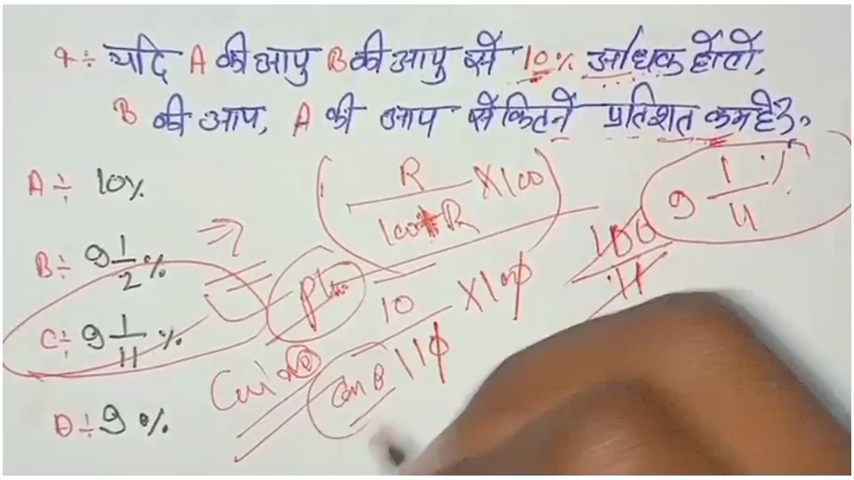 यदि A की आयु B की आयु से 10% अधिक हो तो,
B की आय, A की आय से कितने प्रतिशत कम है?
A ÷ 10%
B ÷ 9 1/2 %
C ÷ 9 1/11 %
D ÷ 9 %
( R / 100+R × 100 )
10 / 110 × 100
100 / 11
9 1 / 11 %